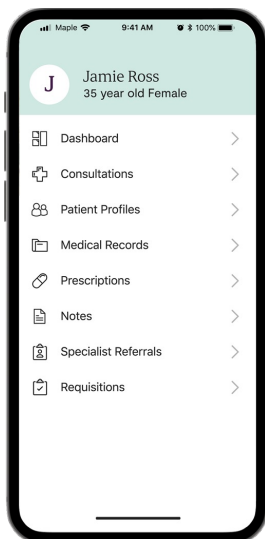 Maple 9:41 AM 100%
J
Jamie Ross
35 year old Female
Dashboard
Consultations
Patient Profiles
Medical Records
Prescriptions
Notes
Specialist Referrals
Requisitions